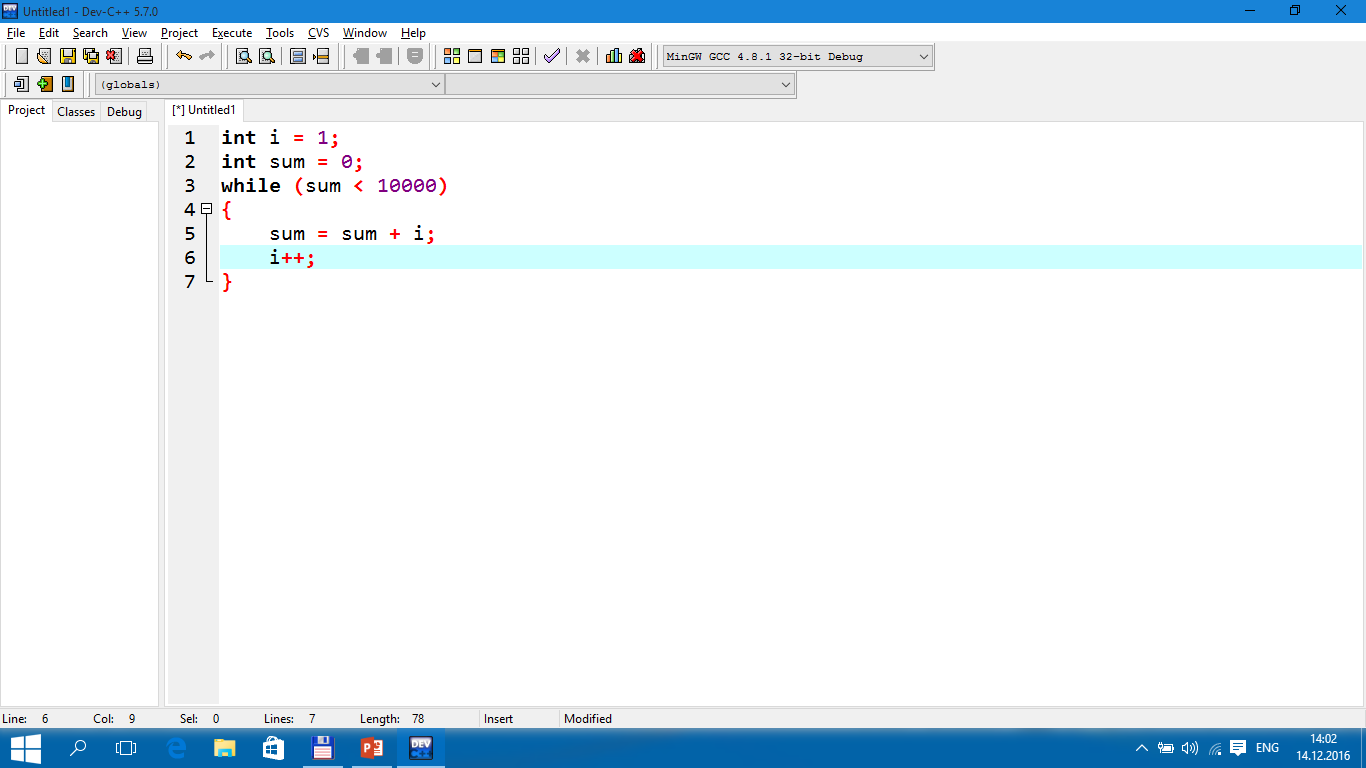 Untitled1 - Dev-C++ 5.7.0
File Edit Search View Project Execute Tools CVS Window Help
MinGW GCC 4.8.1 32-bit Debug
(globals)
Project Classes Debug [*] Untitled1
1 int i = 1;
2 int sum = 0;
3 while (sum < 10000)
4 {
5 sum = sum + i;
6 i++;
7 }
Line: 6 Col: 9 Sel: 0 Lines: 7 Length: 78 Insert Modified
DEV C++
ENG
14:02
14.12.2016